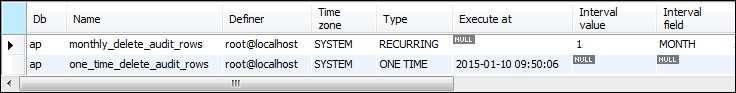 Db Name Definer Time zone Type Execute at Interval value Interval field
ap monthly_delete_audit_rows root@localhost SYSTEM RECURRING NULL 1 MONTH
ap one_time_delete_audit_rows root@localhost SYSTEM ONE TIME 2015-01-10 09:50:06 NULL NULL